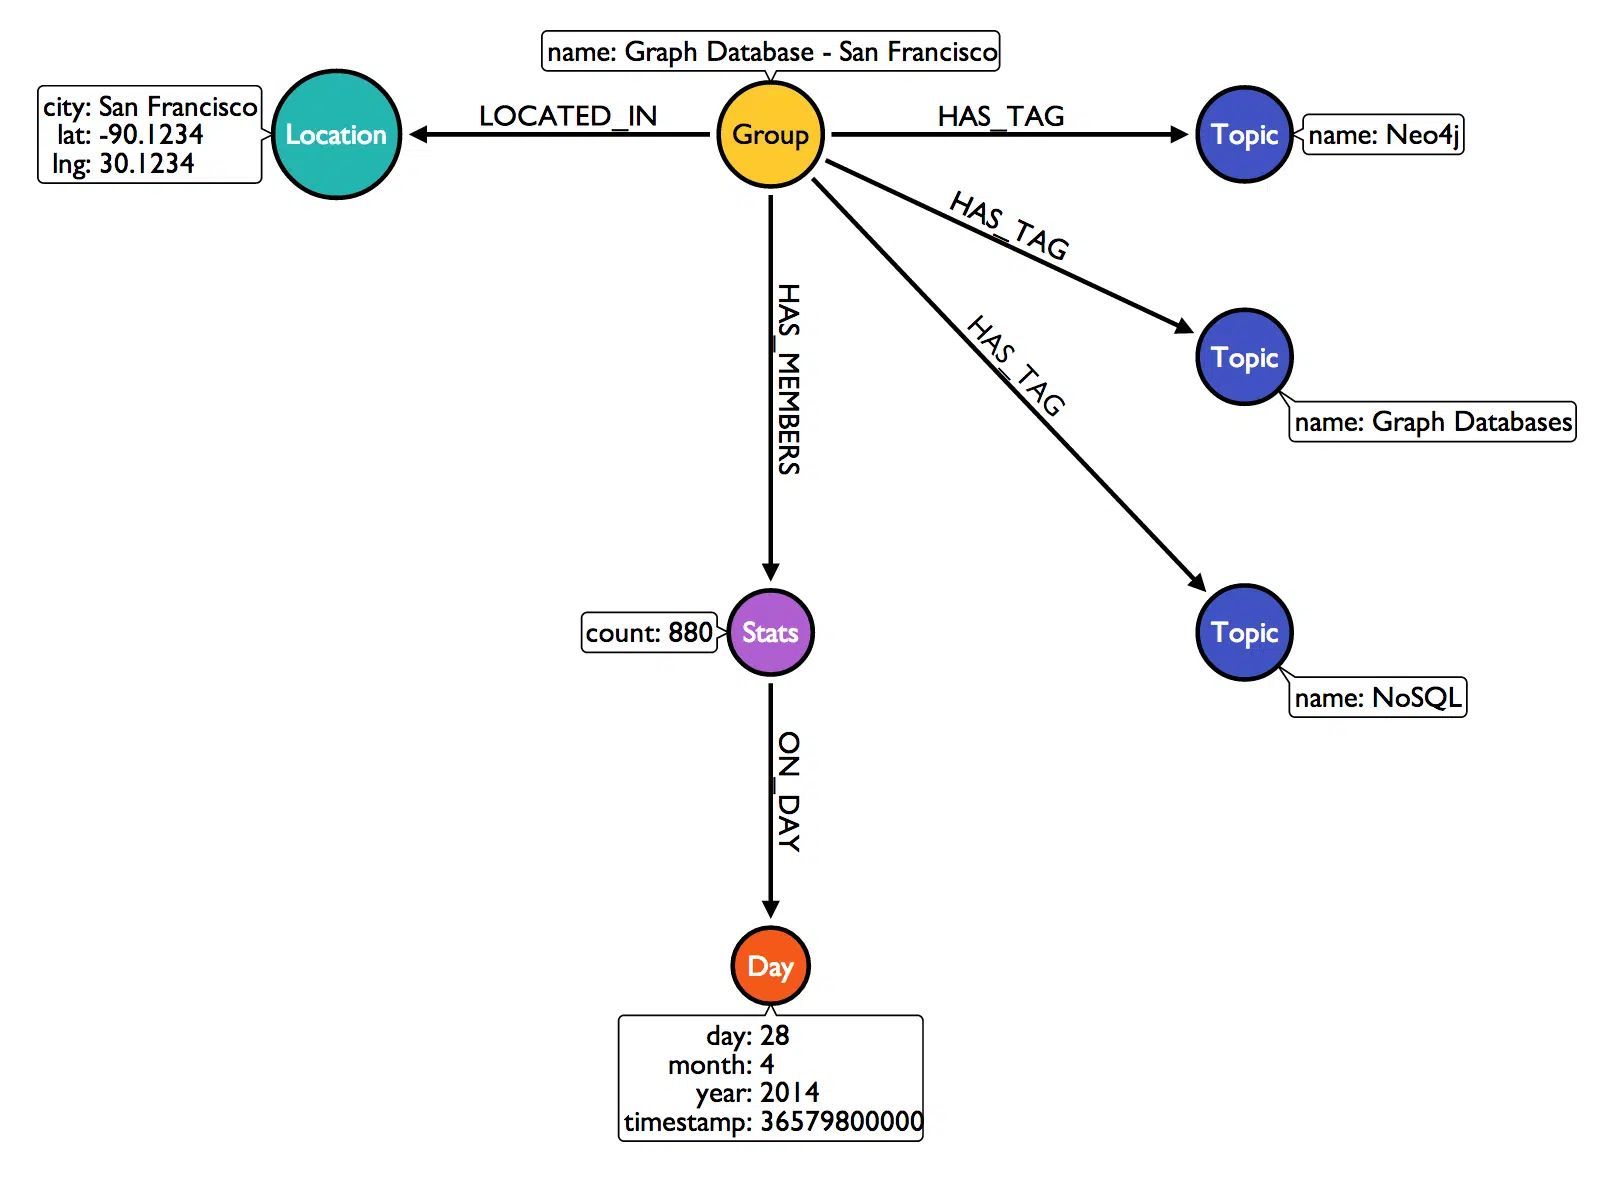 name: Graph Database - San Francisco
city: San Francisco
lat: -90.1234
lng: 30.1234
Location
LOCATED_IN
Group
HAS_TAG
Topic
name: Neo4j
HAS_TAG
Topic
name: Graph Databases
HAS_TAG
Topic
name: NoSQL
HAS_MEMBERS
count: 880
Stats
ON_DAY
Day
day: 28
month: 4
year: 2014
timestamp: 36579800000